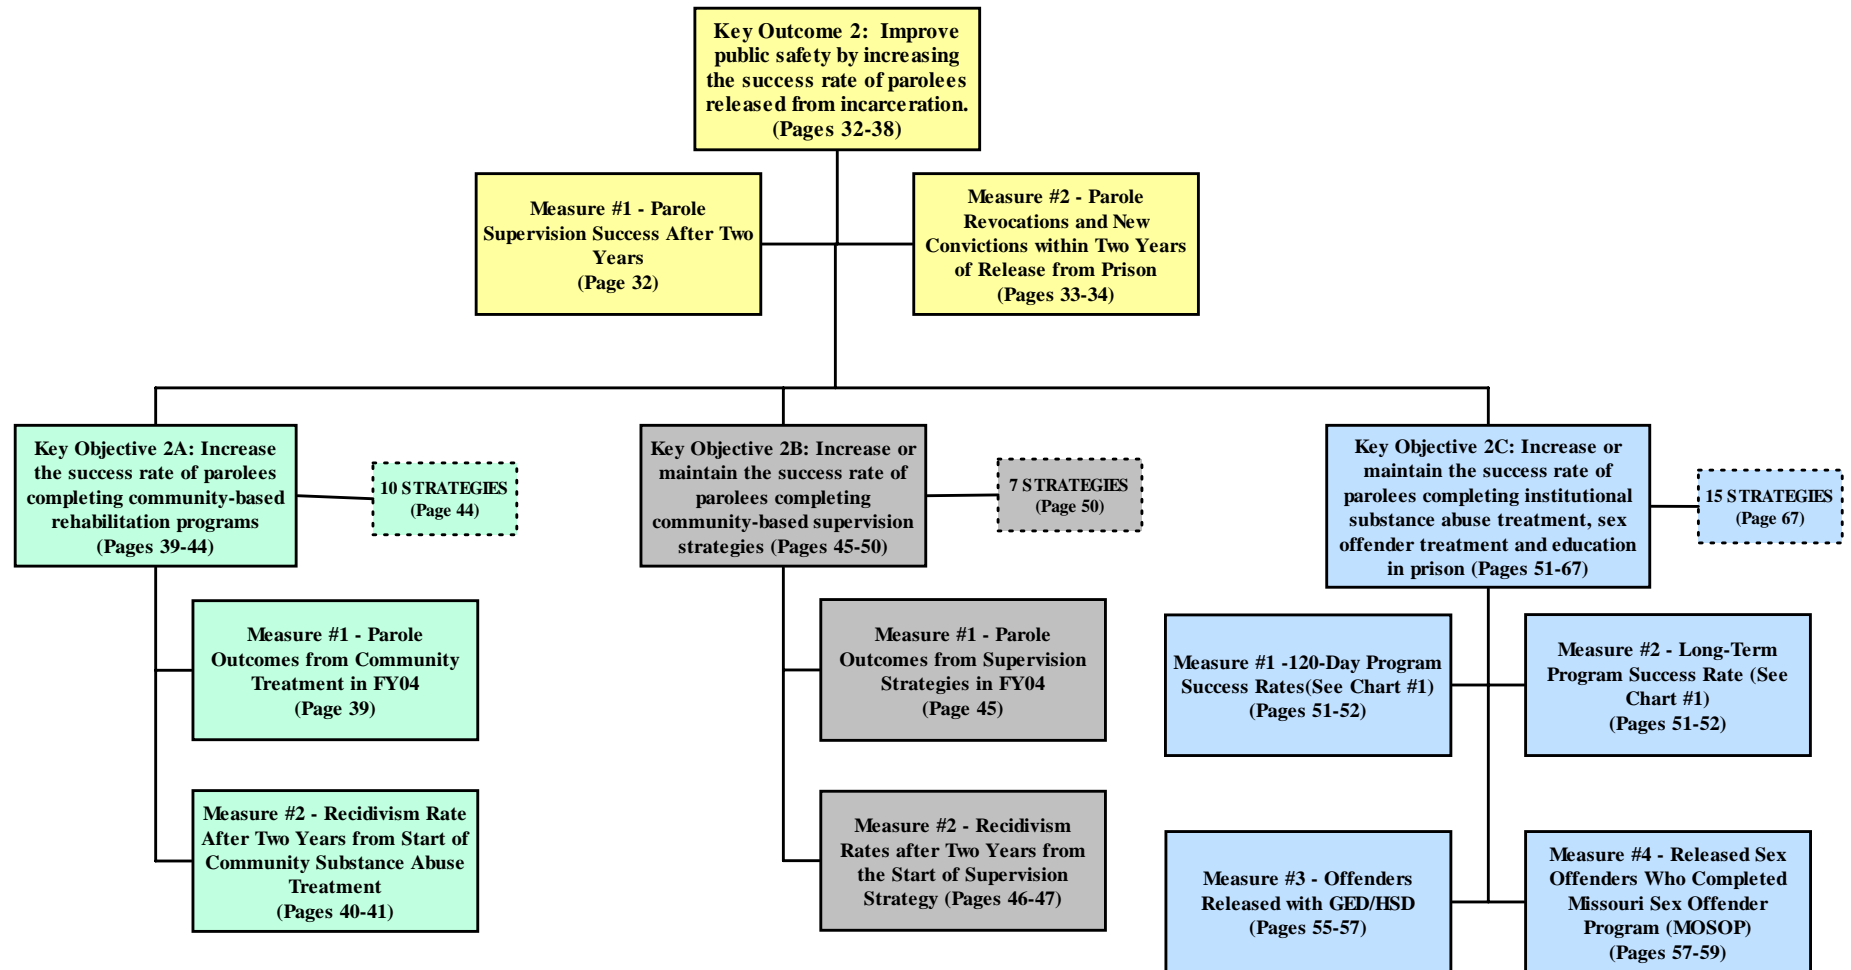 Key Outcome 2:  Improve
public safety by increasing
the success rate of parolees
released from incarceration.
(Pages 32-38)
Measure #1 - Parole
Supervision Success After Two
Years
(Page 32)
Measure #2 - Parole
Revocations and New
Convictions within Two Years
of Release from Prison
(Pages 33-34)
Key Objective 2A: Increase
the success rate of parolees
completing community-based
rehabilitation programs
(Pages 39-44)
10 STRATEGIES
(Page 44)
Key Objective 2B: Increase or
maintain the success rate of
parolees completing
community-based supervision
strategies (Pages 45-50)
7 STRATEGIES
(Page 50)
Key Objective 2C: Increase or
maintain the success rate of
parolees completing institutional
substance abuse treatment, sex
offender treatment and education
in prison (Pages 51-67)
15 STRATEGIES
(Page 67)
Measure #1 - Parole
Outcomes from Community
Treatment in FY04
(Page 39)
Measure #2 - Recidivism Rate
After Two Years from Start of
Community Substance Abuse
Treatment
(Pages 40-41)
Measure #1 - Parole
Outcomes from Supervision
Strategies in FY04
(Page 45)
Measure #2 - Recidivism
Rates after Two Years from
the Start of Supervision
Strategy (Pages 46-47)
Measure #1 -120-Day Program
Success Rates(See Chart #1)
(Pages 51-52)
Measure #2 - Long-Term
Program Success Rate (See
Chart #1)
(Pages 51-52)
Measure #3 - Offenders
Released with GED/HSD
(Pages 55-57)
Measure #4 - Released Sex
Offenders Who Completed
Missouri Sex Offender
Program (MOSOP)
(Pages 57-59)